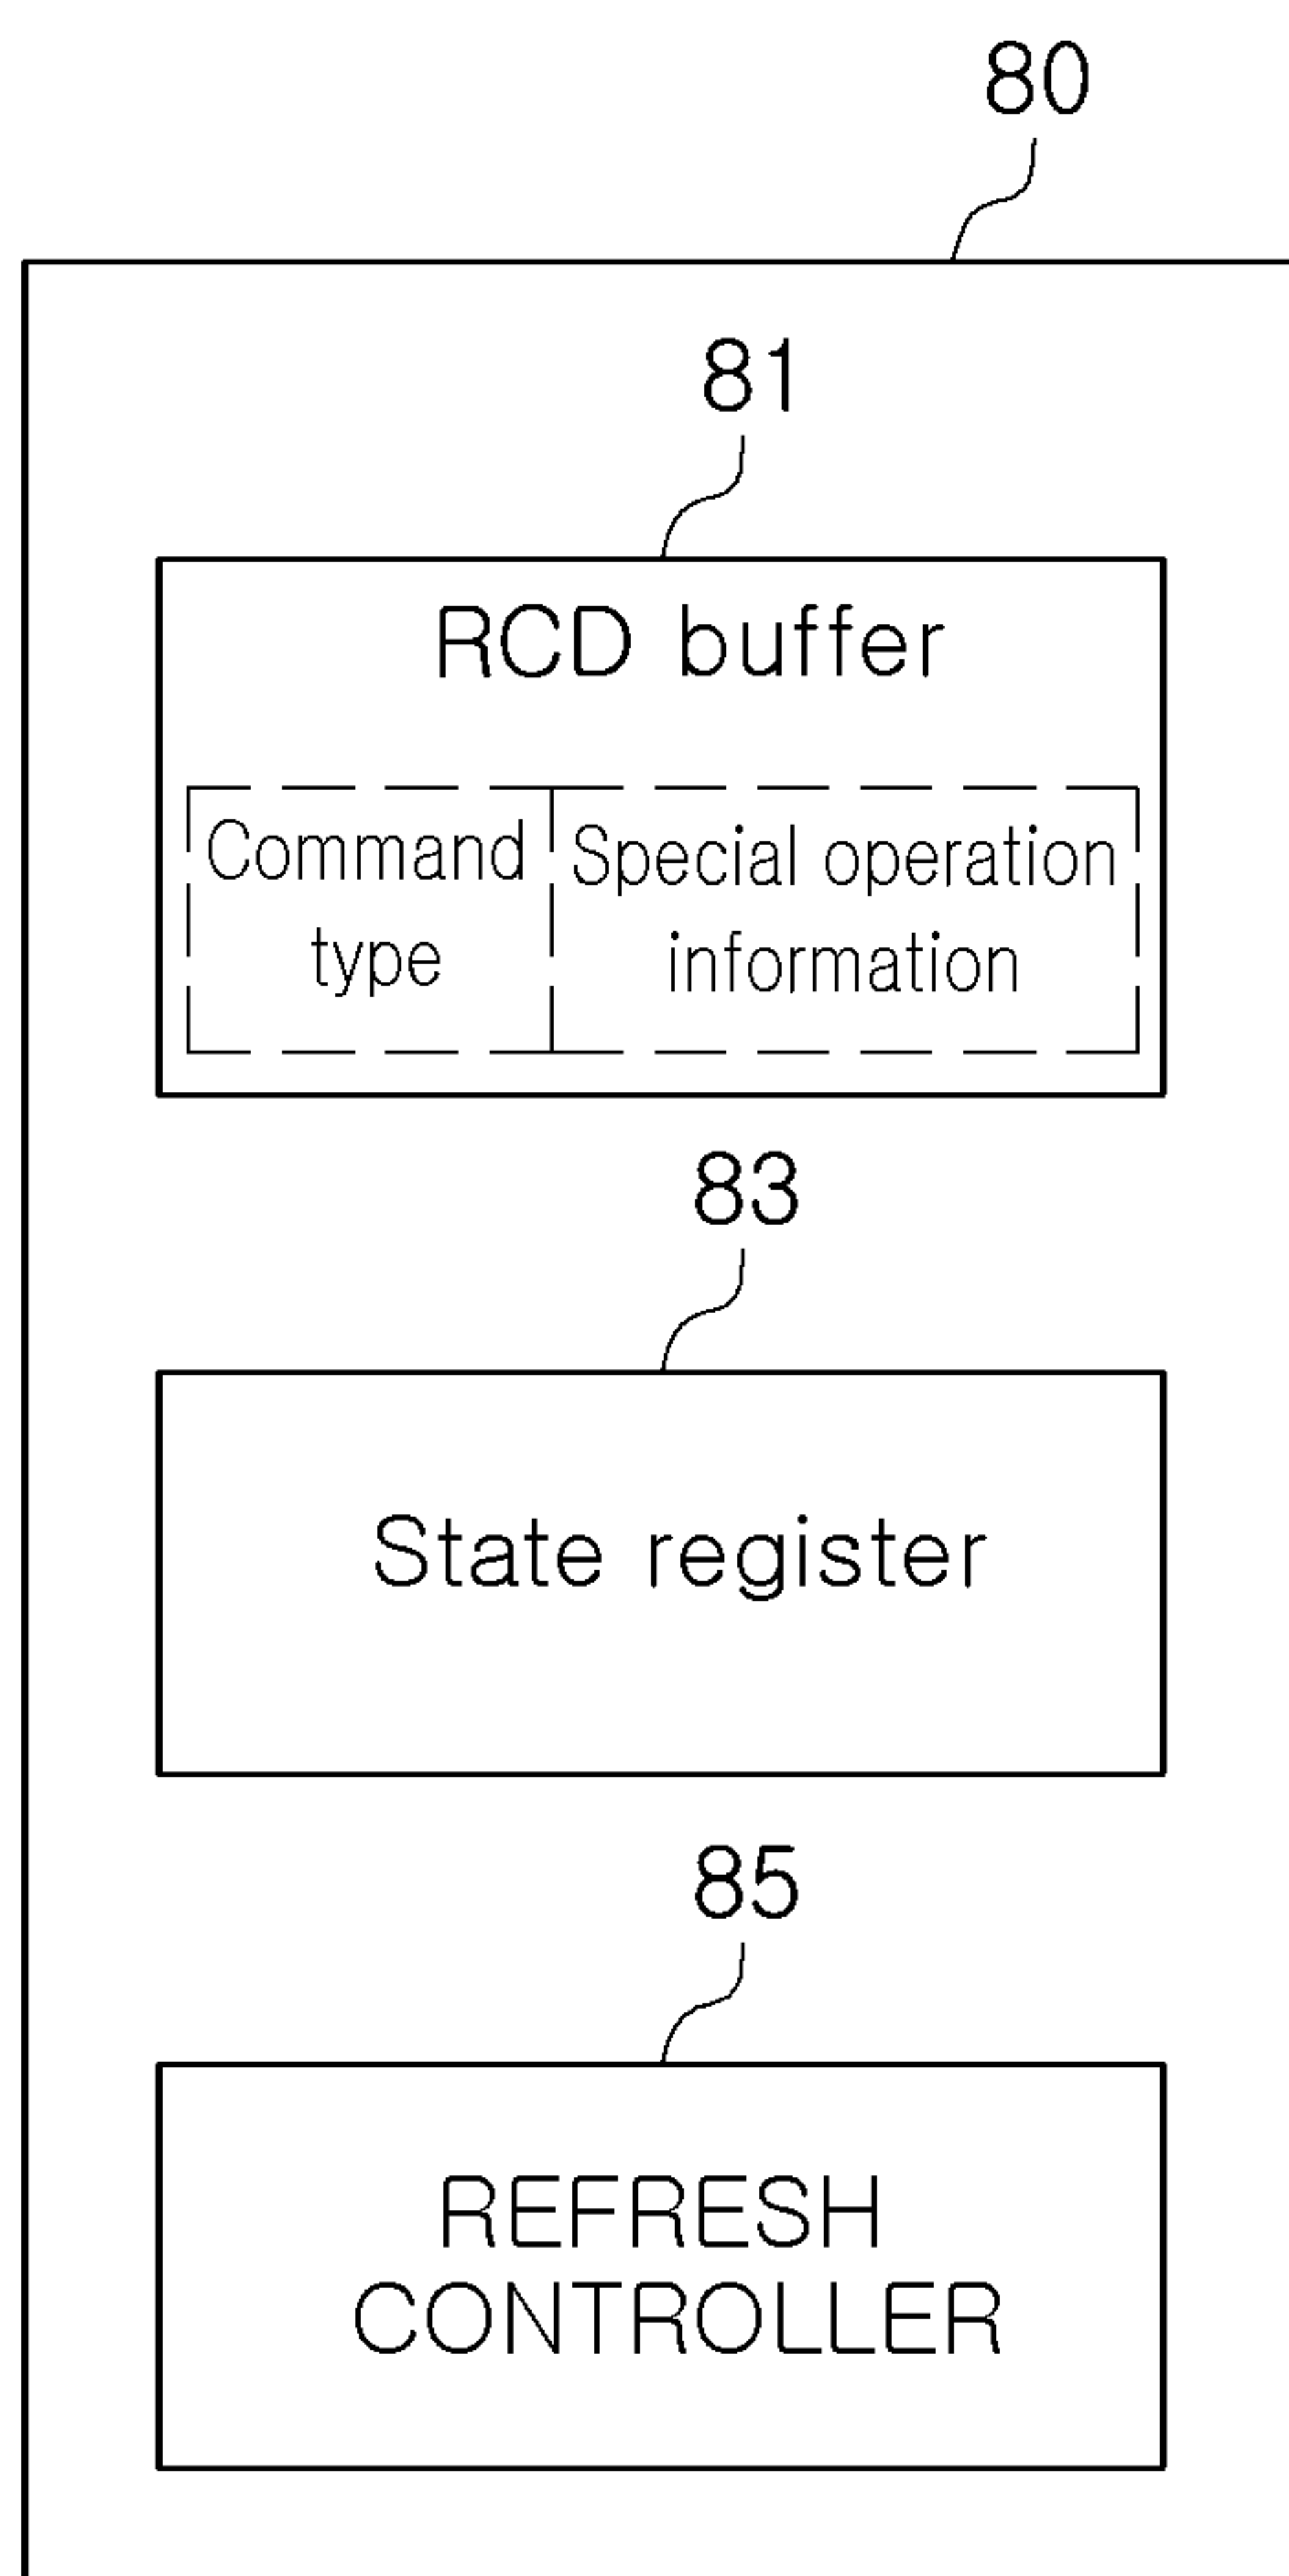 80
81
RCD buffer
Command type
Special operation information
83
State register
85
REFRESH
CONTROLLER